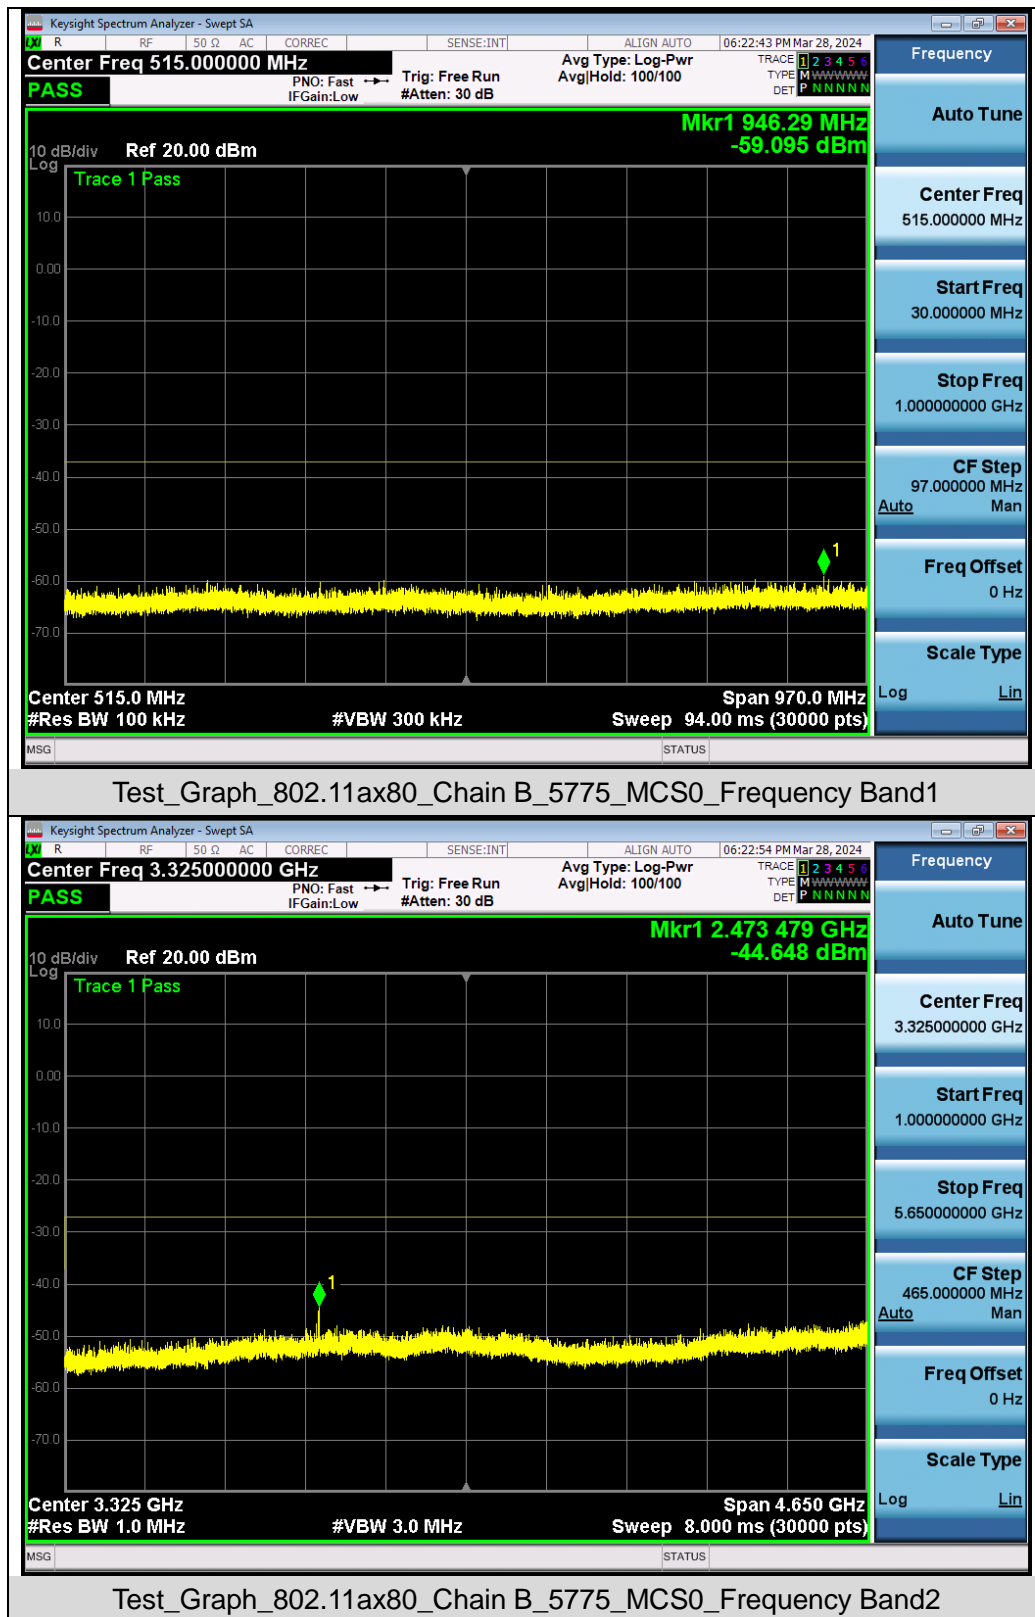 Keysight Spectrum Analyzer - Swept SA
LXI R RF 50 Ω AC CORREC SENSE:INT ALIGN AUTO 06:22:43 PM Mar 28, 2024
Center Freq 515.000000 MHz
PASS
PNO: Fast
IFGain:Low
Trig: Free Run
#Atten: 30 dB
Avg Type: Log-Pwr
Avg|Hold: 100/100
TRACE 1 2 3 4 5 6
TYPE M WWWWW
DET P N N N N N
Mkr1 946.29 MHz
-59.095 dBm
10 dB/div Ref 20.00 dBm
Log
Trace 1 Pass
10.0
0.00
-10.0
-20.0
-30.0
-40.0
-50.0
-60.0
-70.0
1
Center 515.0 MHz Span 970.0 MHz
#Res BW 100 kHz #VBW 300 kHz Sweep 94.00 ms (30000 pts)
MSG STATUS
Frequency
Auto Tune
Center Freq
515.000000 MHz
Start Freq
30.000000 MHz
Stop Freq
1.000000000 GHz
CF Step
97.000000 MHz
Auto Man
Freq Offset
0 Hz
Scale Type
Log Lin
Test_Graph_802.11ax80_Chain B_5775_MCS0_Frequency Band1
Keysight Spectrum Analyzer - Swept SA
LXI R RF 50 Ω AC CORREC SENSE:INT ALIGN AUTO 06:22:54 PM Mar 28, 2024
Center Freq 3.325000000 GHz
PASS
PNO: Fast
IFGain:Low
Trig: Free Run
#Atten: 30 dB
Avg Type: Log-Pwr
Avg|Hold: 100/100
TRACE 1 2 3 4 5 6
TYPE M WWWWW
DET P N N N N N
Mkr1 2.473 479 GHz
-44.648 dBm
10 dB/div Ref 20.00 dBm
Log
Trace 1 Pass
10.0
0.00
-10.0
-20.0
-30.0
-40.0
-50.0
-60.0
-70.0
1
Center 3.325 GHz Span 4.650 GHz
#Res BW 1.0 MHz #VBW 3.0 MHz Sweep 8.000 ms (30000 pts)
MSG STATUS
Frequency
Auto Tune
Center Freq
3.325000000 GHz
Start Freq
1.000000000 GHz
Stop Freq
5.650000000 GHz
CF Step
465.000000 MHz
Auto Man
Freq Offset
0 Hz
Scale Type
Log Lin
Test_Graph_802.11ax80_Chain B_5775_MCS0_Frequency Band2